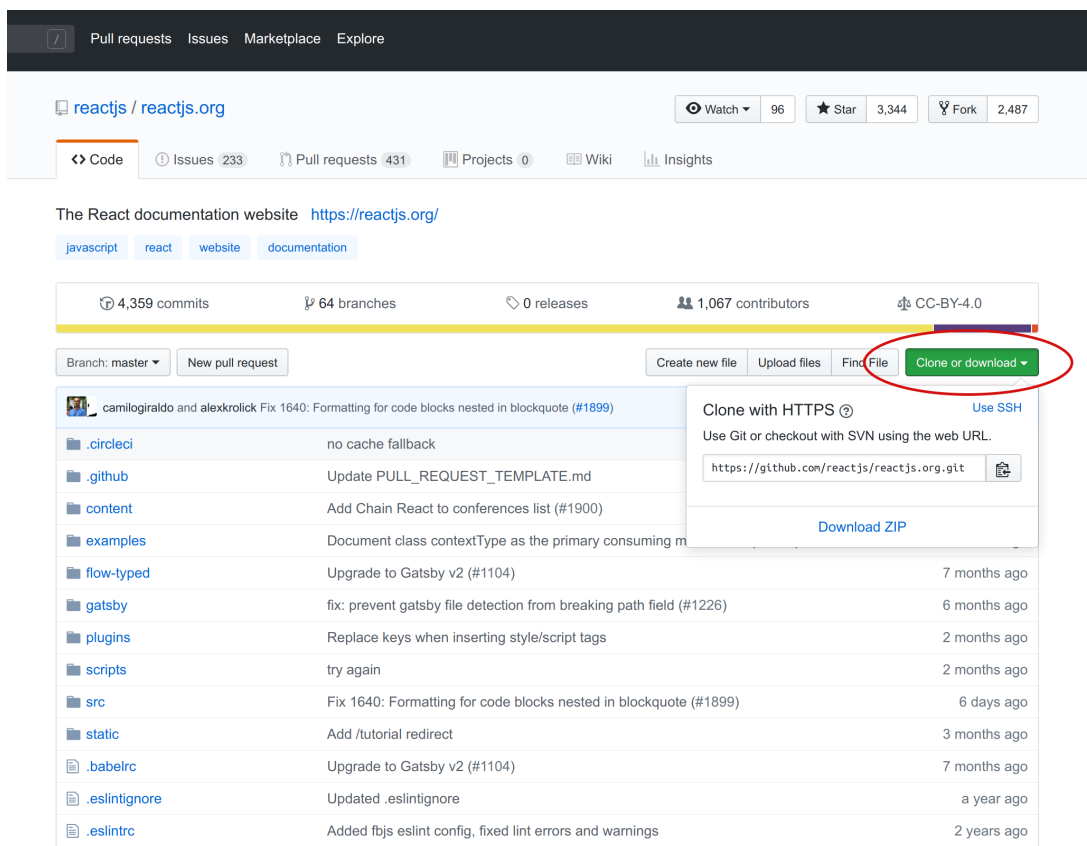 / Pull requests Issues Marketplace Explore
reactjs / reactjs.org
Watch 96 Star 3,344 Fork 2,487
Code Issues 233 Pull requests 431 Projects 0 Wiki Insights
The React documentation website https://reactjs.org/
javascript react website documentation
4,359 commits 64 branches 0 releases 1,067 contributors CC-BY-4.0
Branch: master New pull request Create new file Upload files Find File Clone or download
camilogiraldo and alexkrolick Fix 1640: Formatting for code blocks nested in blockquote (#1899)
Clone with HTTPS ? Use SSH
Use Git or checkout with SVN using the web URL.
https://github.com/reactjs/reactjs.org.git
Download ZIP
.circleci no cache fallback
.github Update PULL_REQUEST_TEMPLATE.md
content Add Chain React to conferences list (#1900)
examples Document class contextType as the primary consuming
flow-typed Upgrade to Gatsby v2 (#1104) 7 months ago
gatsby fix: prevent gatsby file detection from breaking path field (#1226) 6 months ago
plugins Replace keys when inserting style/script tags 2 months ago
scripts try again 2 months ago
src Fix 1640: Formatting for code blocks nested in blockquote (#1899) 6 days ago
static Add /tutorial redirect 3 months ago
.babelrc Upgrade to Gatsby v2 (#1104) 7 months ago
.eslintignore Updated .eslintignore a year ago
.eslintrc Added fbjs eslint config, fixed lint errors and warnings 2 years ago